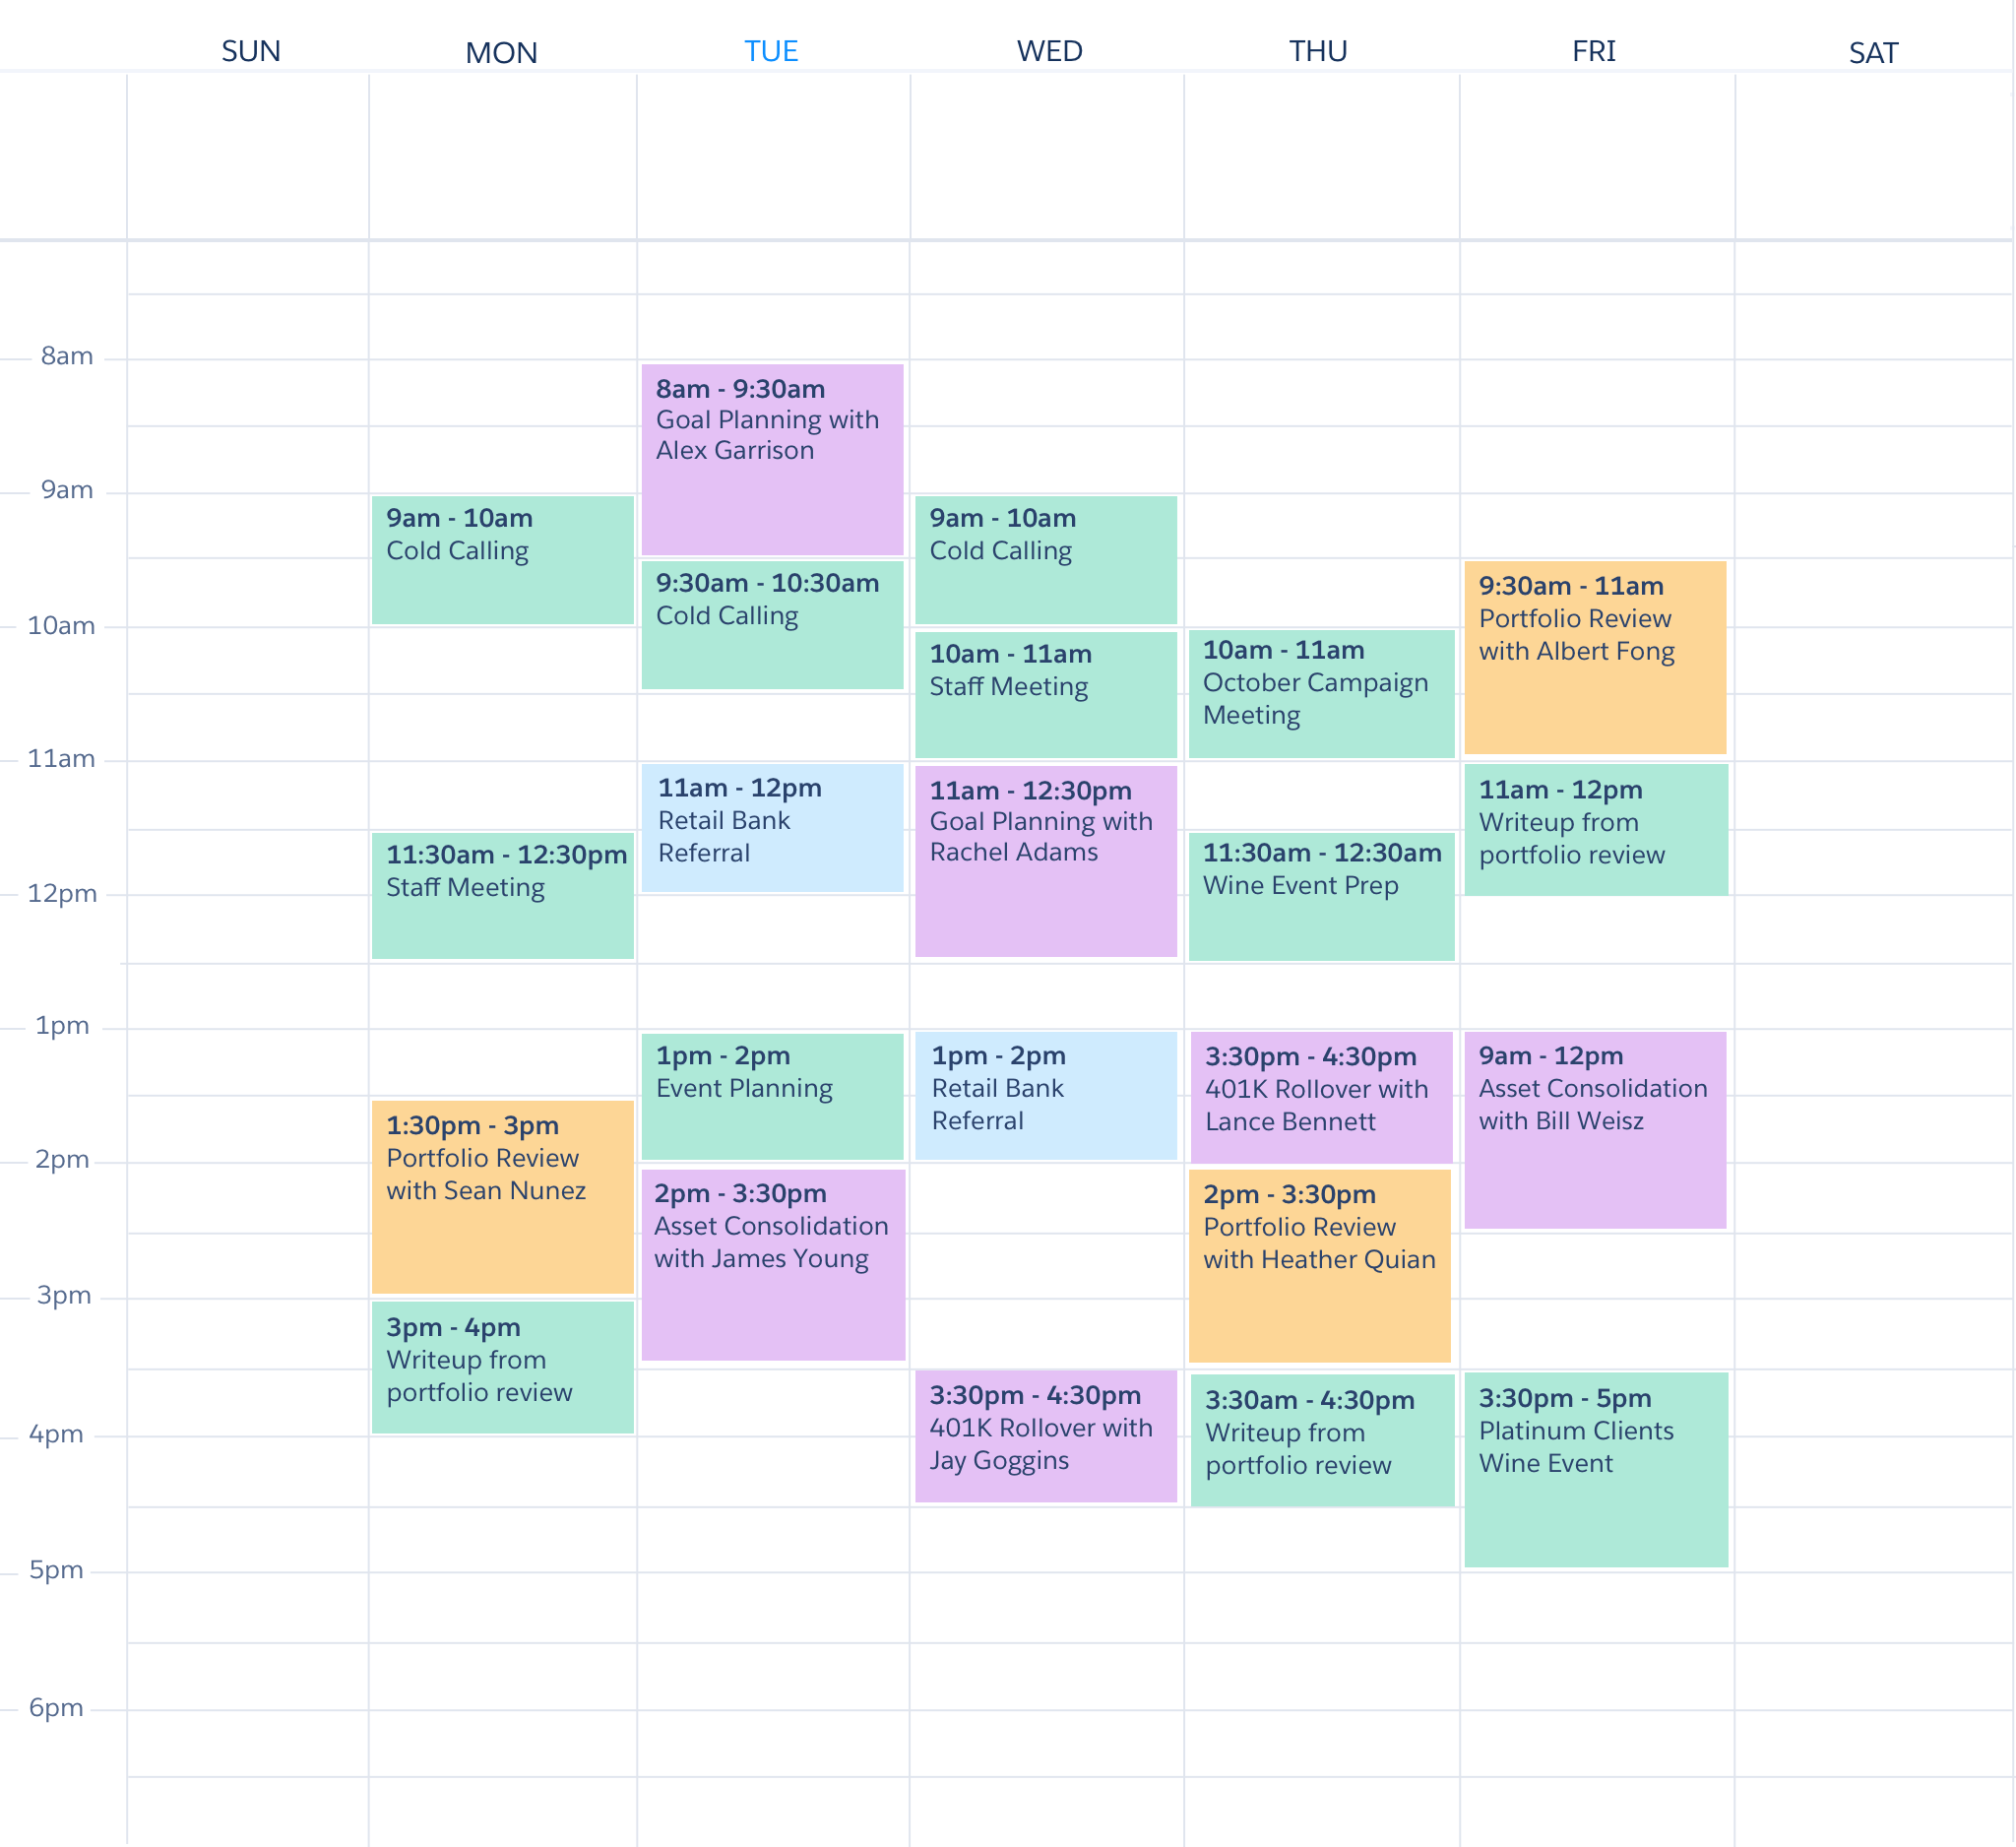 SUN
MON
TUE
WED
THU
FRI
SAT
8am
9am
10am
11am
12pm
1pm
2pm
3pm
4pm
5pm
6pm
9am - 10am
Cold Calling
11:30am - 12:30pm
Staff Meeting
1:30pm - 3pm
Portfolio Review
with Sean Nunez
3pm - 4pm
Writeup from
portfolio review
8am - 9:30am
Goal Planning with
Alex Garrison
9:30am - 10:30am
Cold Calling
11am - 12pm
Retail Bank
Referral
1pm - 2pm
Event Planning
2pm - 3:30pm
Asset Consolidation
with James Young
9am - 10am
Cold Calling
10am - 11am
Staff Meeting
11am - 12:30pm
Goal Planning with
Rachel Adams
1pm - 2pm
Retail Bank
Referral
3:30pm - 4:30pm
401K Rollover with
Jay Goggins
10am - 11am
October Campaign
Meeting
11:30am - 12:30am
Wine Event Prep
3:30pm - 4:30pm
401K Rollover with
Lance Bennett
2pm - 3:30pm
Portfolio Review
with Heather Quian
3:30am - 4:30pm
Writeup from
portfolio review
9:30am - 11am
Portfolio Review
with Albert Fong
11am - 12pm
Writeup from
portfolio review
9am - 12pm
Asset Consolidation
with Bill Weisz
3:30pm - 5pm
Platinum Clients
Wine Event